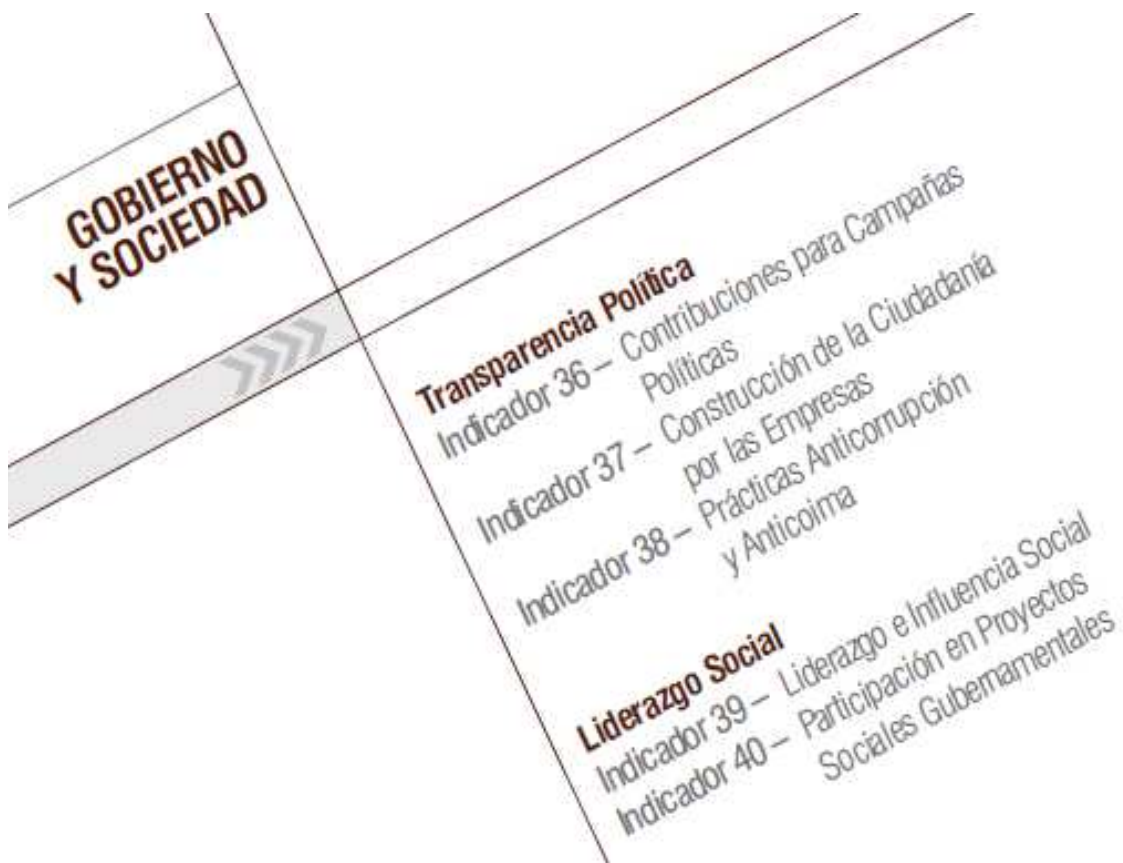 GOBIERNO
Y SOCIEDAD
Transparencia Política
Indicador 36 – Contribuciones para Campañas
Políticas
Indicador 37 – Construcción de la Ciudadanía
por las Empresas
Indicador 38 – Prácticas Anticorrupción
y Anticoima
Liderazgo Social
Indicador 39 – Liderazgo e Influencia Social
Indicador 40 – Participación en Proyectos
Sociales Gubernamentales